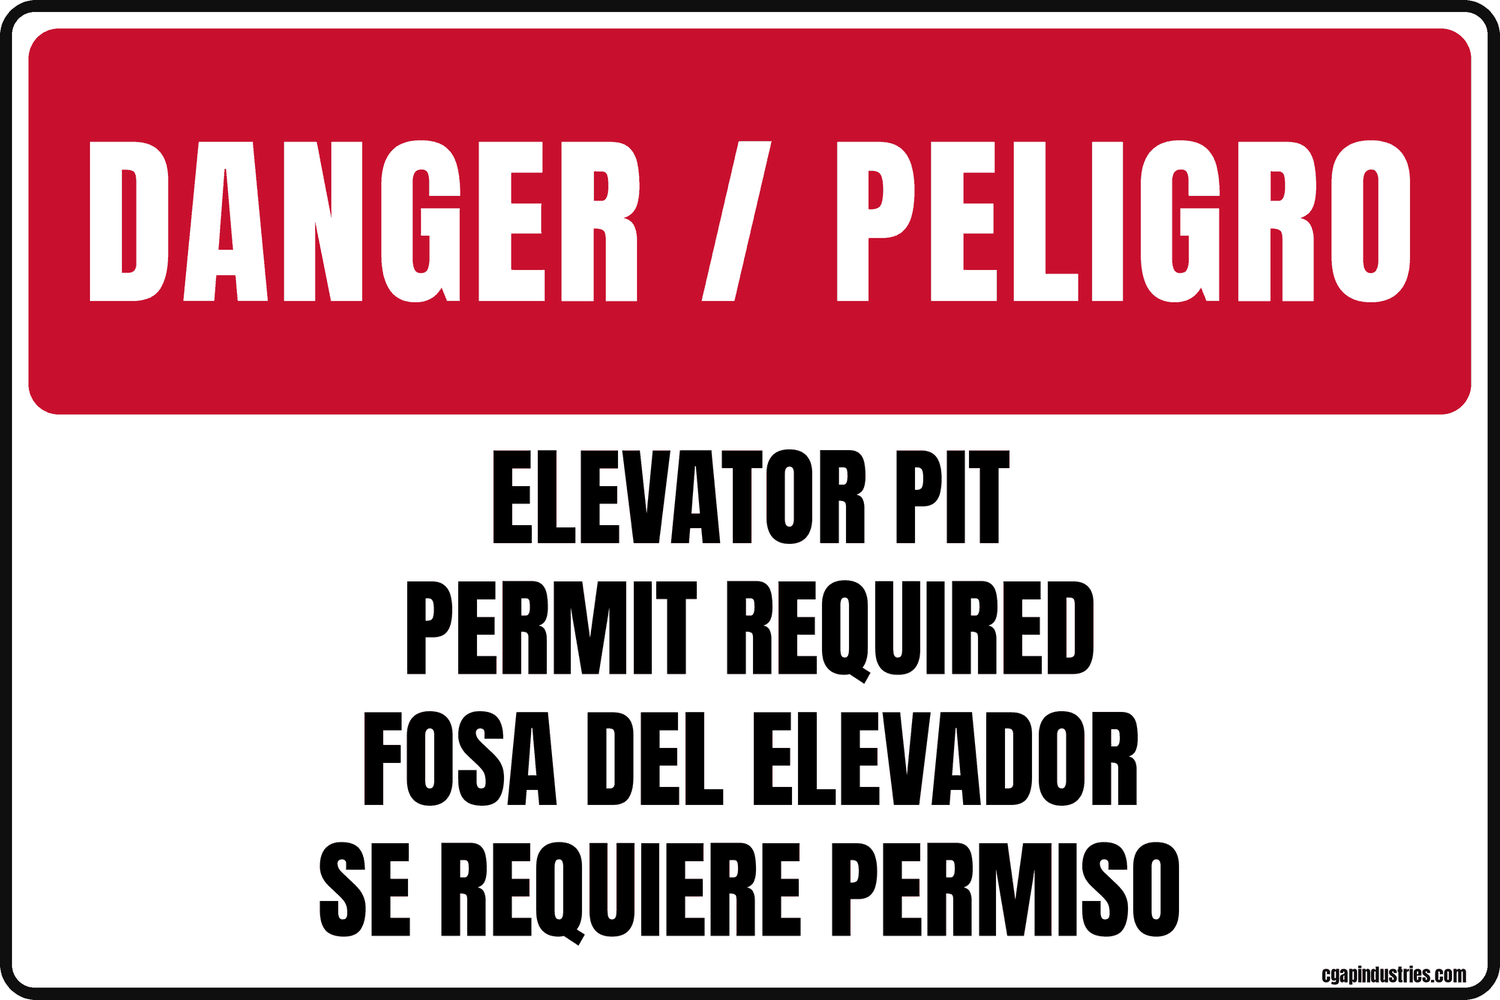 DANGER / PELIGRO
ELEVATOR PIT
PERMIT REQUIRED
FOSA DEL ELEVADOR
SE REQUIERE PERMISO
cgapindustries.com